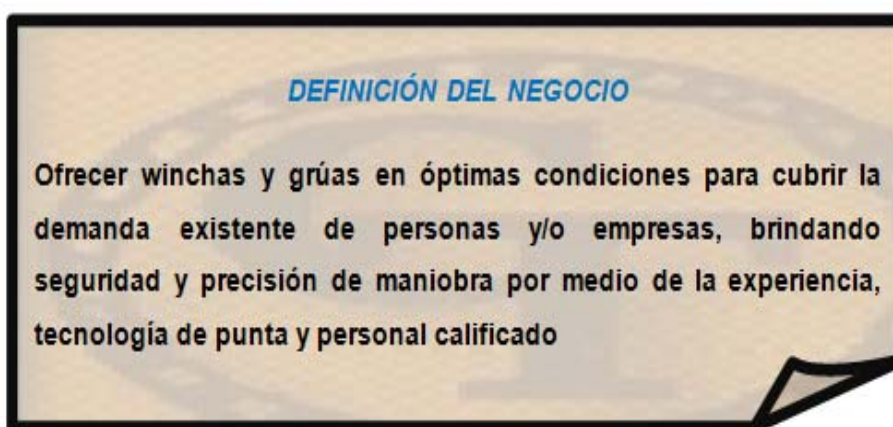 DEFINICIÓN DEL NEGOCIO
Ofrecer winchas y grúas en óptimas condiciones para cubrir la
demanda existente de personas y/o empresas, brindando
seguridad y precisión de maniobra por medio de la experiencia,
tecnología de punta y personal calificado